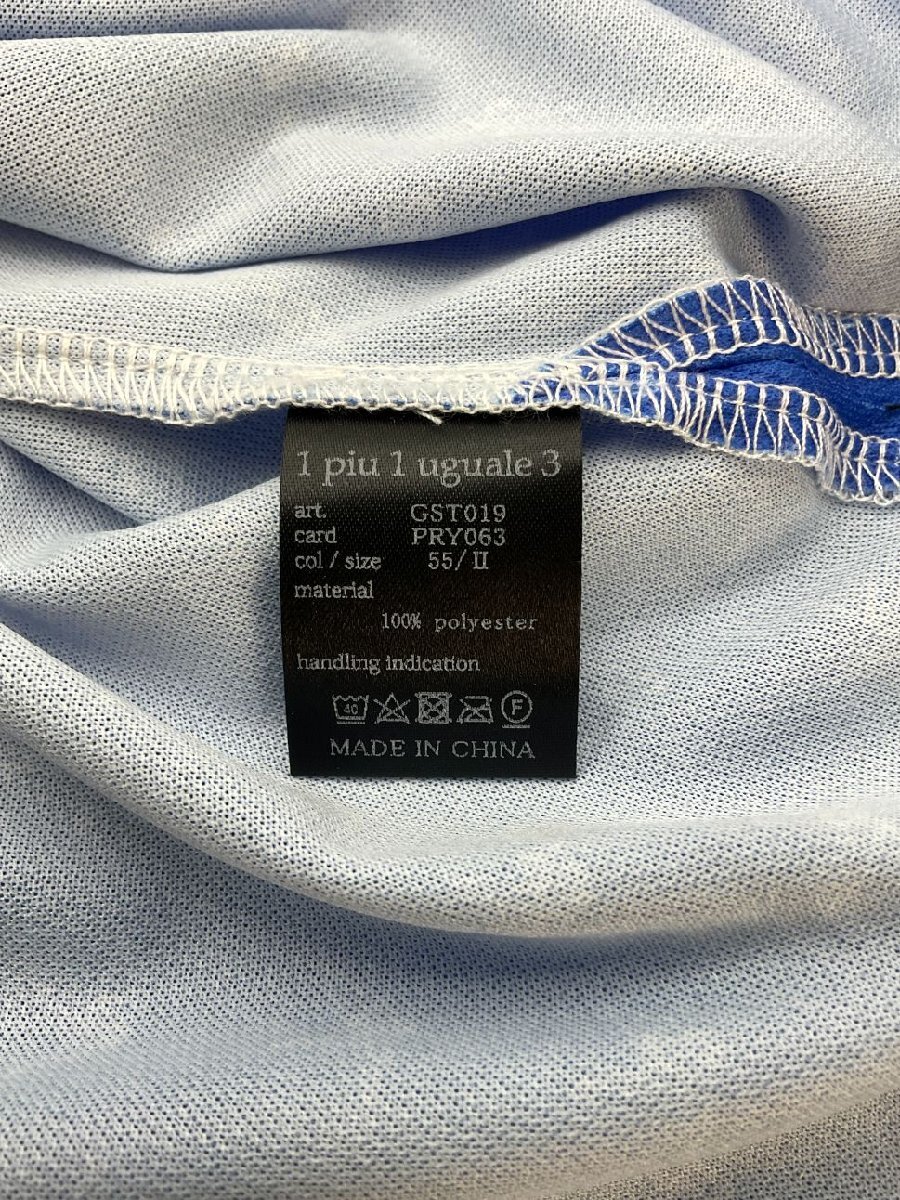 1 piu 1 uguale 3
art. GST019
card PRY063
col / size 55/ II
material
100% polyester
handling indication
40 F
MADE IN CHINA